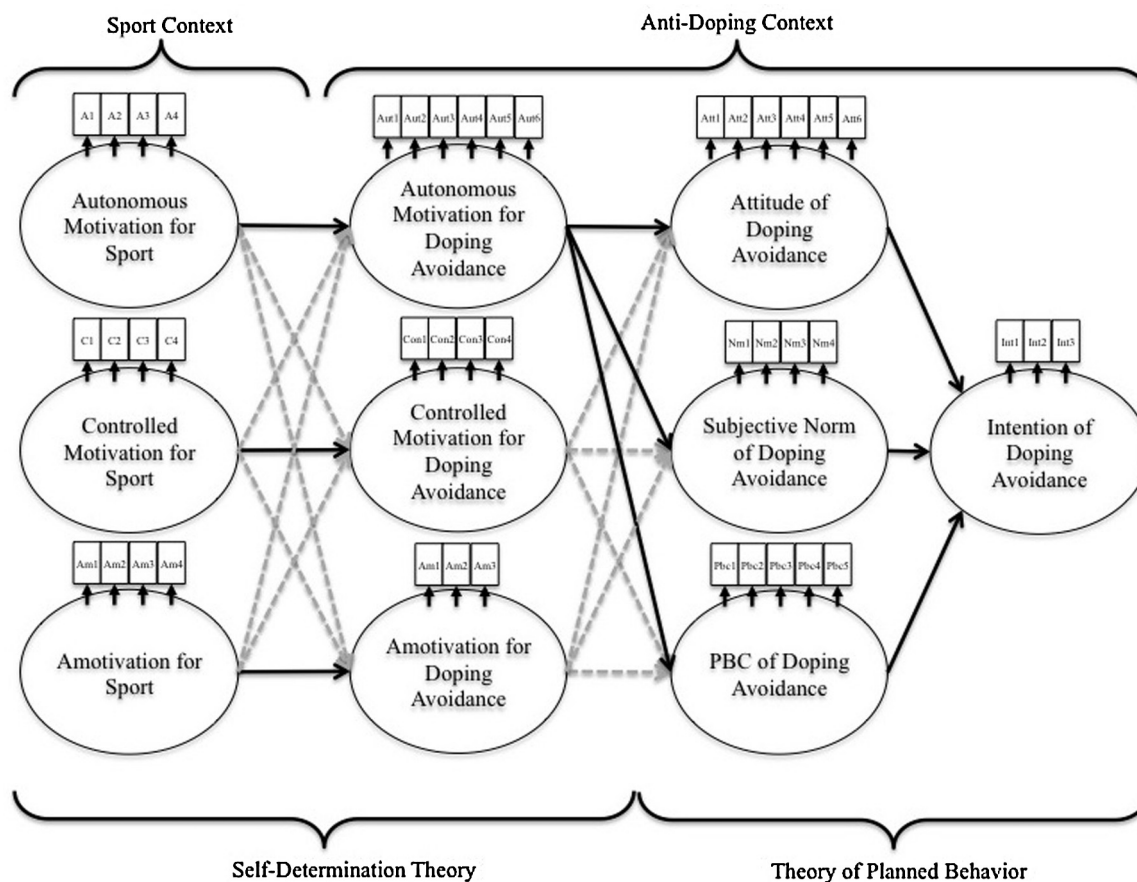 Sport Context
Anti-Doping Context
A1 A2 A3 A4
Aut1 Aut2 Aut3 Aut4 Aut5 Aut6
Att1 Att2 Att3 Att4 Att5 Att6
Autonomous
Motivation for
Sport
Autonomous
Motivation for
Doping
Avoidance
Attitude of
Doping
Avoidance
C1 C2 C3 C4
Con1 Con2 Con3 Con4
Nm1 Nm2 Nm3 Nm4
Int1 Int2 Int3
Controlled
Motivation for
Sport
Controlled
Motivation for
Doping
Avoidance
Subjective Norm
of Doping
Avoidance
Intention of
Doping
Avoidance
Am1 Am2 Am3 Am4
Am1 Am2 Am3
Pbc1 Pbc2 Pbc3 Pbc4 Pbc5
Amotivation for
Sport
Amotivation for
Doping
Avoidance
PBC of Doping
Avoidance
Self-Determination Theory
Theory of Planned Behavior